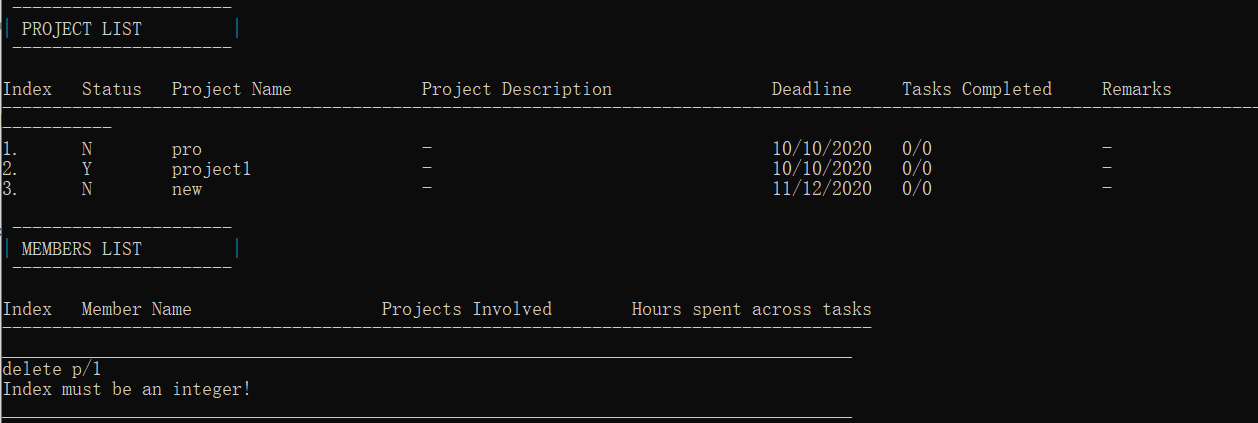 PROJECT LIST
Index Status Project Name Project Description Deadline Tasks Completed Remarks
1. N pro - 10/10/2020 0/0 -
2. Y project1 - 10/10/2020 0/0 -
3. N new - 11/12/2020 0/0 -
MEMBERS LIST
Index Member Name Projects Involved Hours spent across tasks
delete p/1
Index must be an integer!